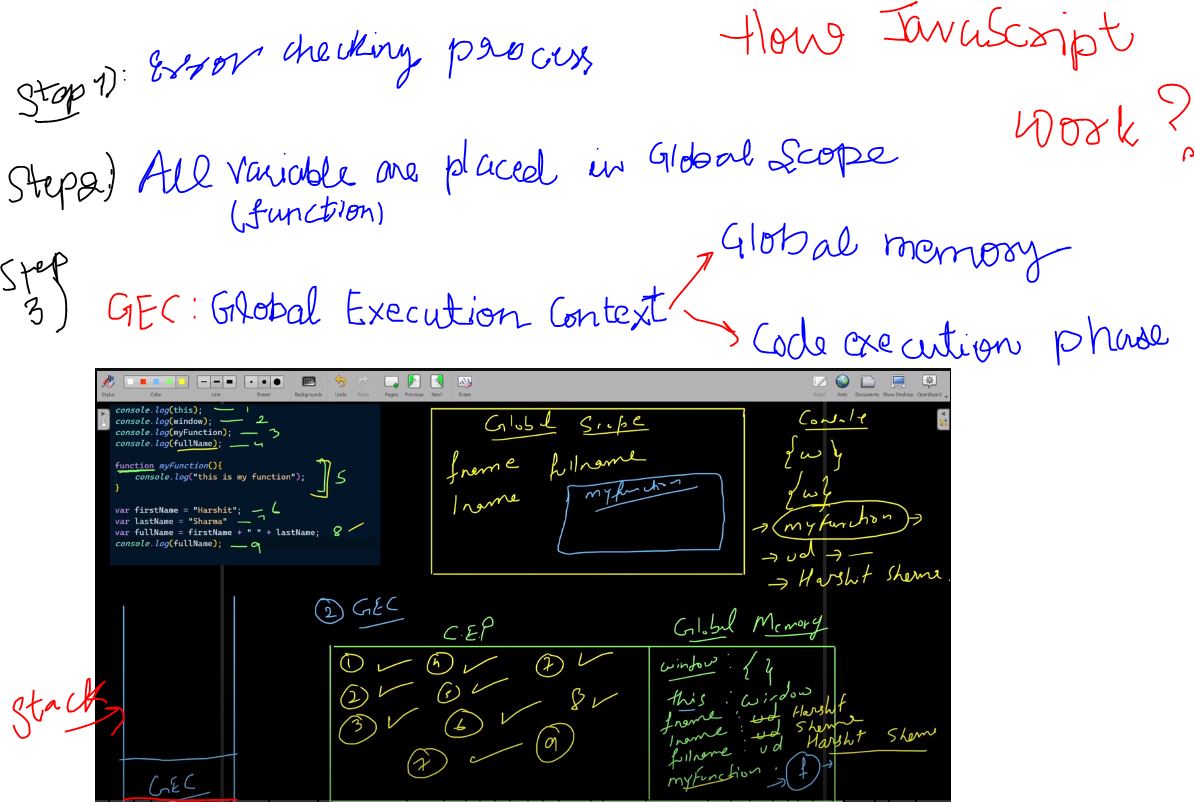 How JavaScript
Work ?
Step 1): Error checking process
Step 2:) All variable are placed in Global Scope
(function)
Step 3) GEC : Global Execution Context
Global memory
Code execution phase
Stylus
Color
Line
Eraser
Backgrounds
Undo
Redo
Pages
Previous
Next
Erase
Board
Web
Documents
Show Desktop
OpenBoard
console.log(this); — 1
console.log(window); — 2
console.log(myFunction); — 3
console.log(fullName); — 4
function myFunction(){
console.log("this is my function");
} 5
var firstName = "Harshit"; — 6
var lastName = "Sharma" — 7
var fullName = firstName + " " + lastName; 8
console.log(fullName); — 9
Global Scope
fname fullname
lname
myfunction
Console
{w}
{w}
→ myfunction →
→ ud → —
→ Harshit Sharma
② GEC
C.E.P
① ✓ ④ ✓ ⑦ ✓
② ✓ ⑤ ✓ 8 ✓
③ ✓ ⑥ ✓ ⑨
⑦ ✓
Global Memory
window : { }
this : window
fname : ud Harshit
lname : ud Sharma
fullname : ud Harshit Sharma
myfunction : → f →
Stack →
GEC